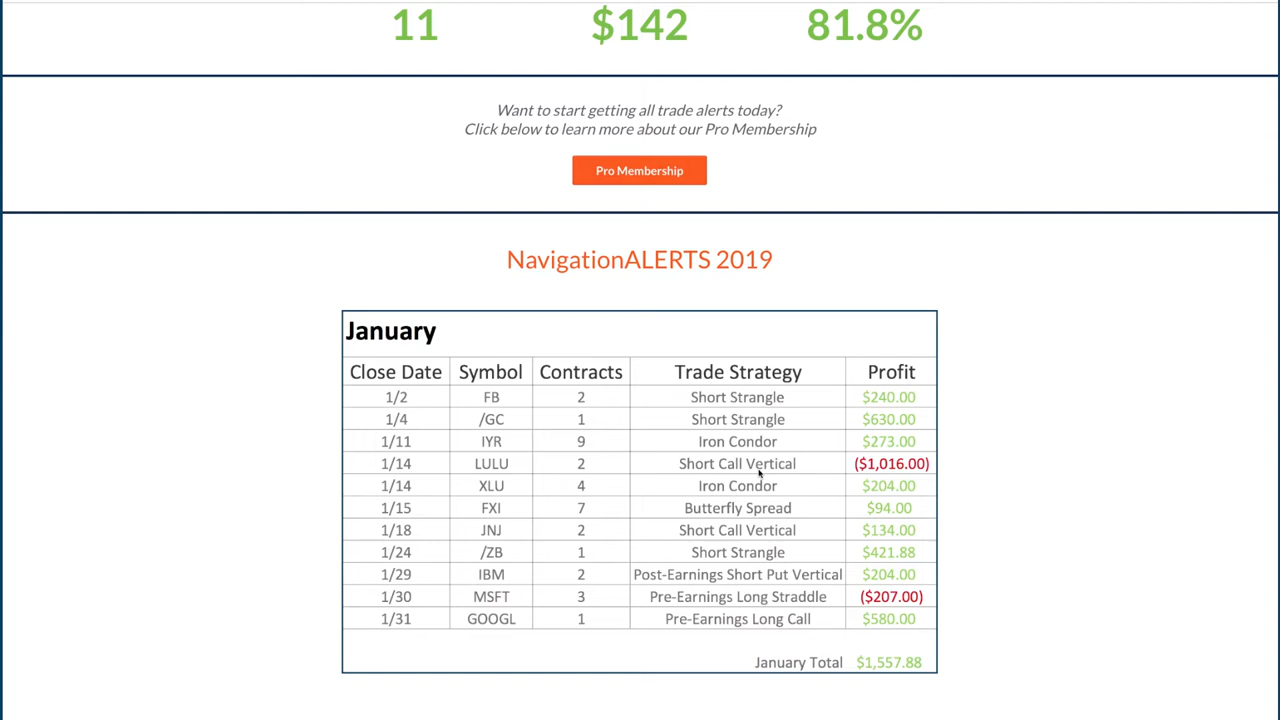 11 $142 81.8%
Want to start getting all trade alerts today?
Click below to learn more about our Pro Membership
Pro Membership
NavigationALERTS 2019
January
Close Date Symbol Contracts Trade Strategy Profit
1/2 FB 2 Short Strangle $240.00
1/4 /GC 1 Short Strangle $630.00
1/11 IYR 9 Iron Condor $273.00
1/14 LULU 2 Short Call Vertical ($1,016.00)
1/14 XLU 4 Iron Condor $204.00
1/15 FXI 7 Butterfly Spread $94.00
1/18 JNJ 2 Short Call Vertical $134.00
1/24 /ZB 1 Short Strangle $421.88
1/29 IBM 2 Post-Earnings Short Put Vertical $204.00
1/30 MSFT 3 Pre-Earnings Long Straddle ($207.00)
1/31 GOOGL 1 Pre-Earnings Long Call $580.00
January Total $1,557.88